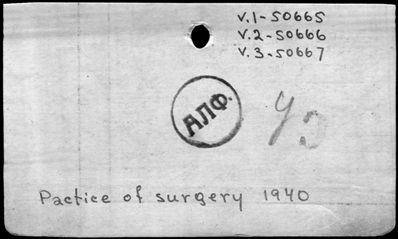 V.1-50665
V.2-50666
V.3-50667
АЛФ.
Pactice of surgery 1940